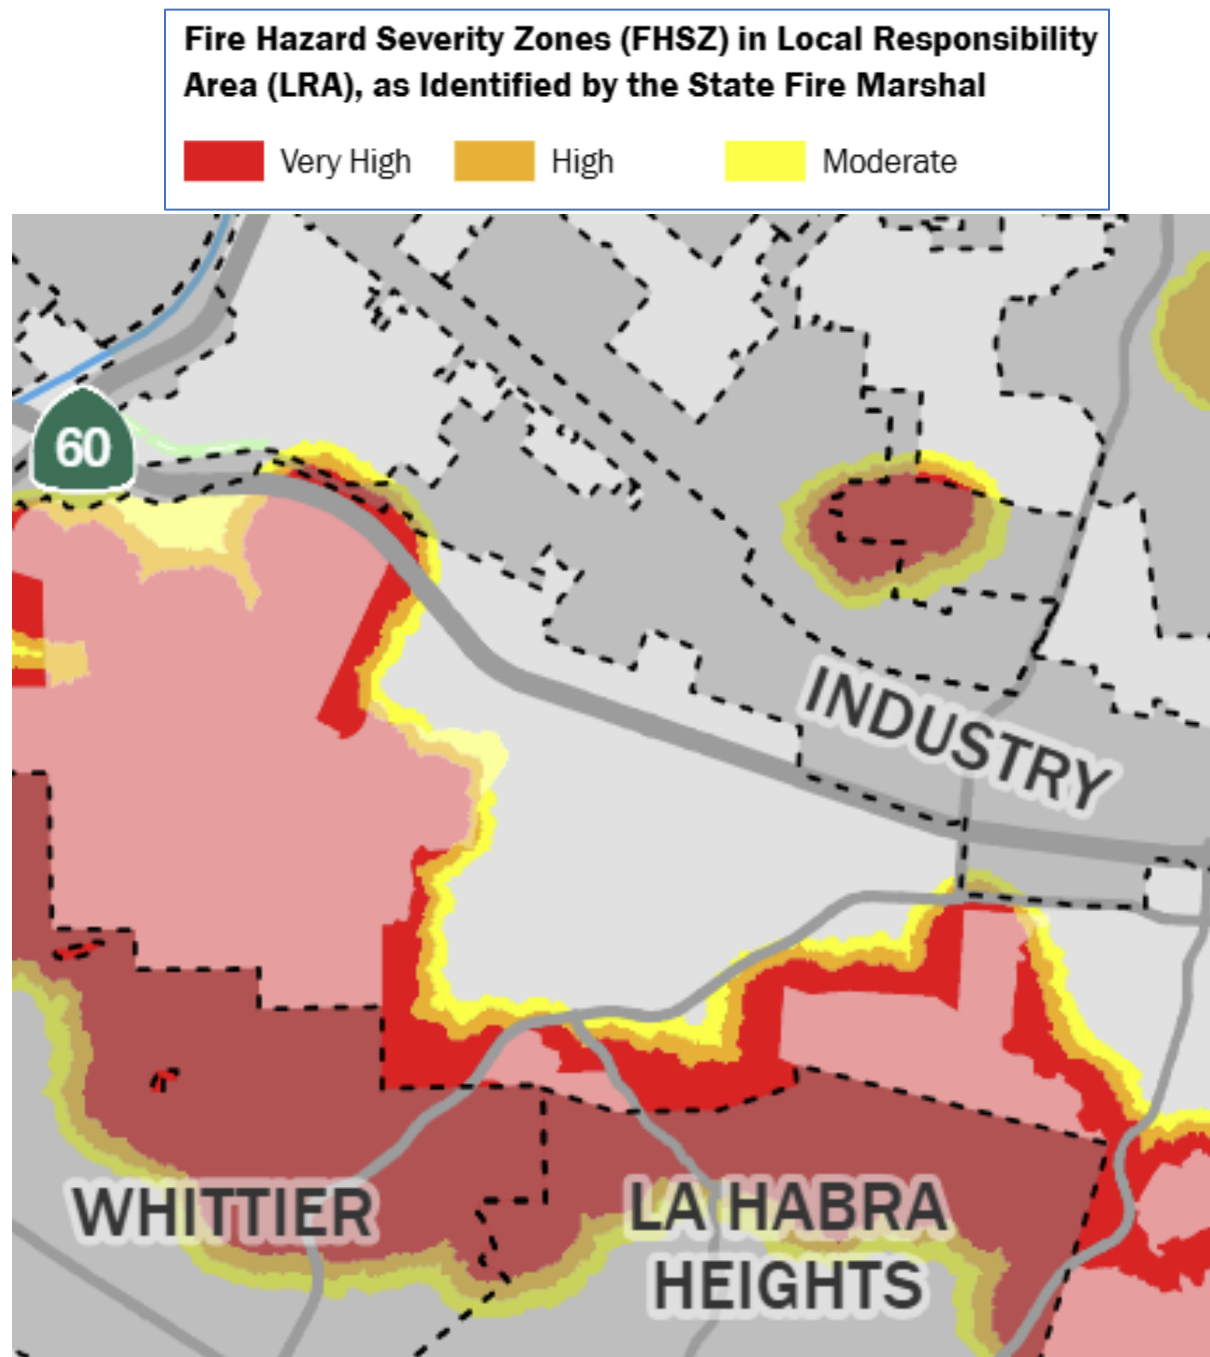 Fire Hazard Severity Zones (FHSZ) in Local Responsibility
Area (LRA), as Identified by the State Fire Marshal
Very High High Moderate
60
INDUSTRY
WHITTIER
LA HABRA
HEIGHTS